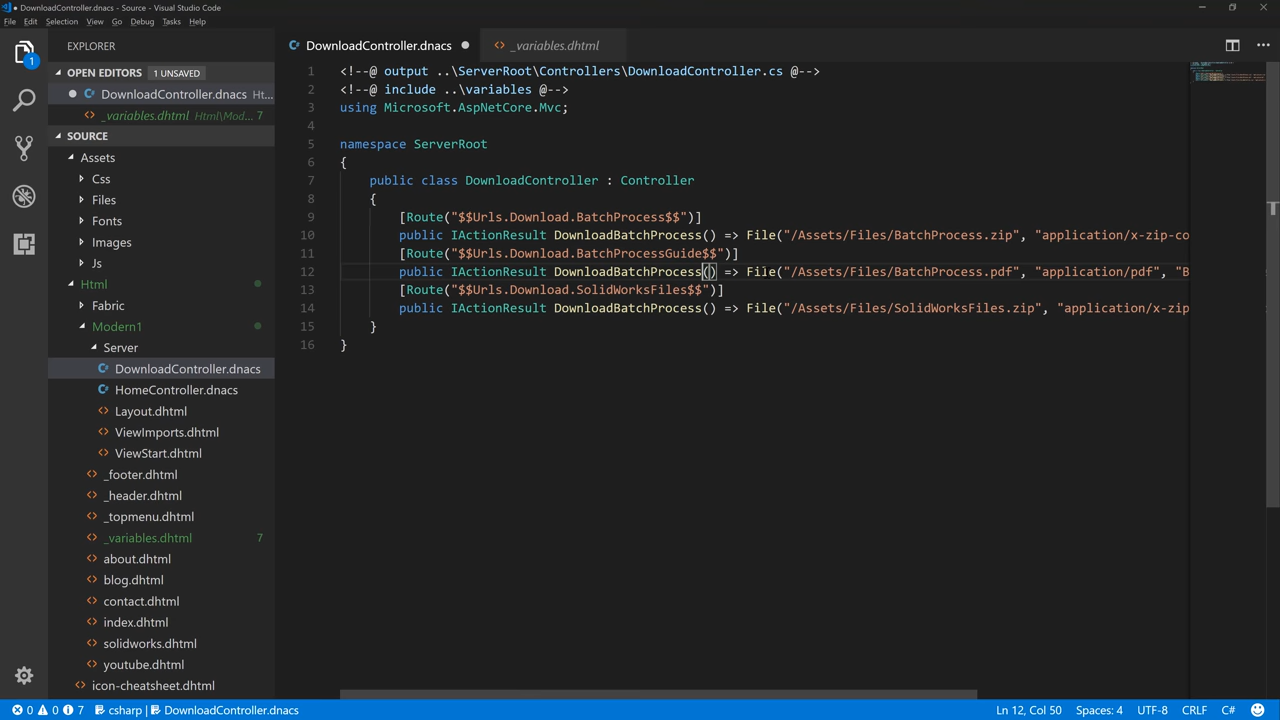 ● DownloadController.dnacs - Source - Visual Studio Code
File Edit Selection View Go Debug Tasks Help
EXPLORER
OPEN EDITORS 1 UNSAVED
DownloadController.dnacs Ht...
_variables.dhtml Html\Mod... 7
SOURCE
Assets
Css
Files
Fonts
Images
Js
Html
Fabric
Modern1
Server
DownloadController.dnacs
HomeController.dnacs
Layout.dhtml
ViewImports.dhtml
ViewStart.dhtml
_footer.dhtml
_header.dhtml
_topmenu.dhtml
_variables.dhtml 7
about.dhtml
blog.dhtml
contact.dhtml
index.dhtml
solidworks.dhtml
youtube.dhtml
icon-cheatsheet.dhtml
1
DownloadController.dnacs ● _variables.dhtml
1 <!--@ output ..\ServerRoot\Controllers\DownloadController.cs @-->
2 <!--@ include ..\variables @-->
3 using Microsoft.AspNetCore.Mvc;
4
5 namespace ServerRoot
6 {
7 public class DownloadController : Controller
8 {
9 [Route("$$Urls.Download.BatchProcess$$")]
10 public IActionResult DownloadBatchProcess() => File("/Assets/Files/BatchProcess.zip", "application/x-zip-co
11 [Route("$$Urls.Download.BatchProcessGuide$$")]
12 public IActionResult DownloadBatchProcess() => File("/Assets/Files/BatchProcess.pdf", "application/pdf", "B
13 [Route("$$Urls.Download.SolidWorksFiles$$")]
14 public IActionResult DownloadBatchProcess() => File("/Assets/Files/SolidWorksFiles.zip", "application/x-zip
15 }
16 }
0 0 7 csharp | DownloadController.dnacs Ln 12, Col 50 Spaces: 4 UTF-8 CRLF C#